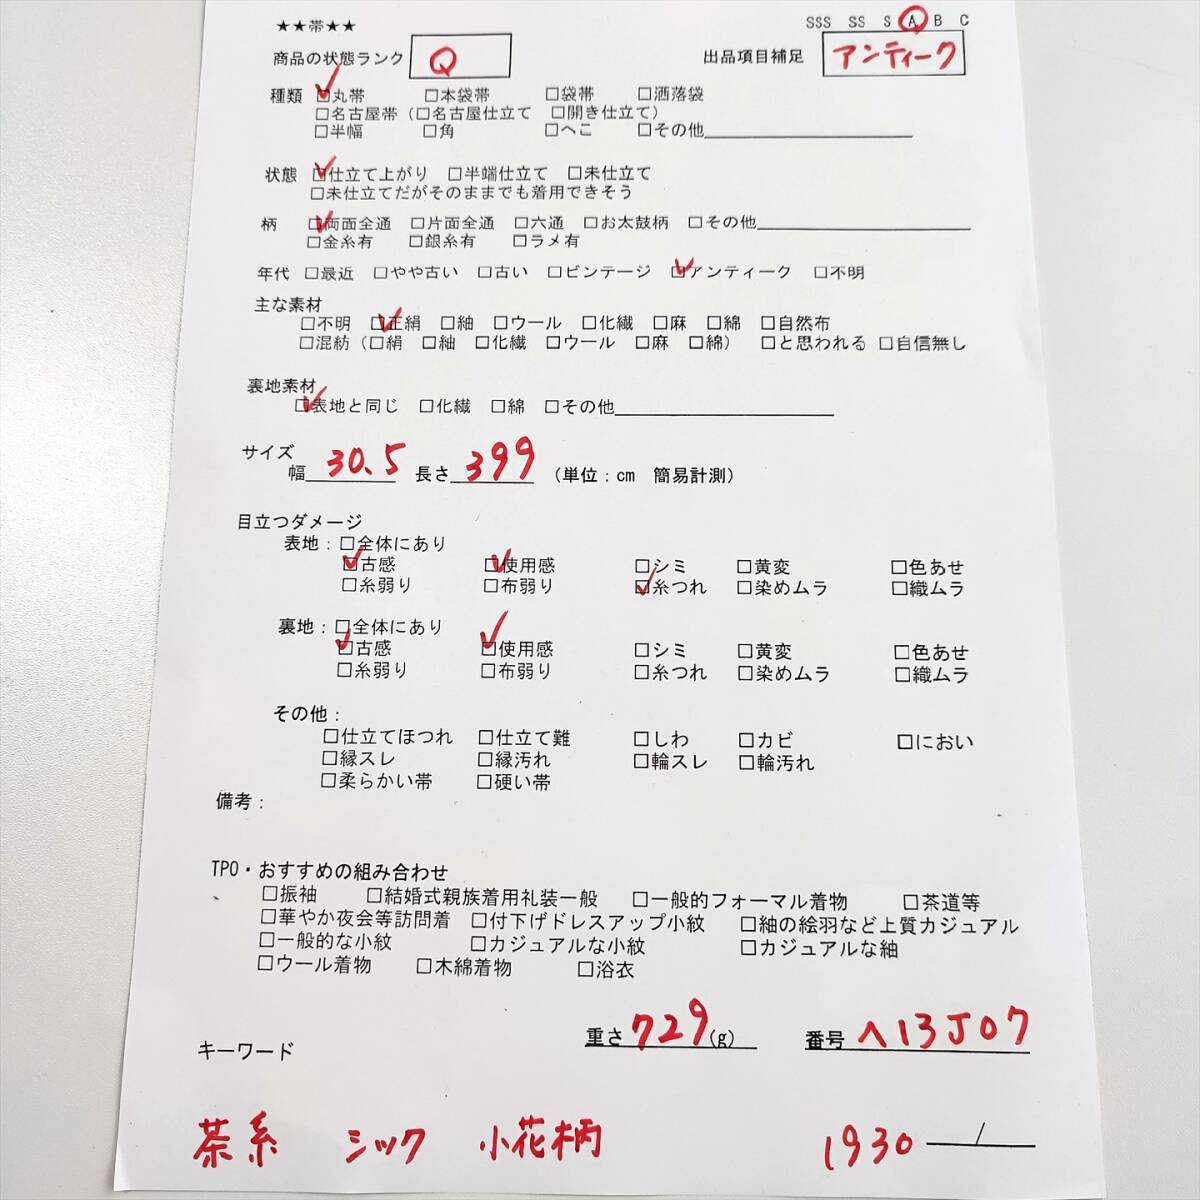 ★★帯★★ SSS SS S A B C
商品の状態ランク Q 出品項目補足 アンティーク
種類 ☑丸帯 □本袋帯 □袋帯 □洒落袋
□名古屋帯（□名古屋仕立て □開き仕立て）
□半幅 □角 □へこ □その他
状態 ☑仕立て上がり □半端仕立て □未仕立て
□未仕立てだがそのままでも着用できそう
柄 ☑両面全通 □片面全通 □六通 □お太鼓柄 □その他
□金糸有 □銀糸有 □ラメ有
年代 □最近 □やや古い □古い □ビンテージ ☑アンティーク □不明
主な素材
□不明 ☑正絹 □紬 □ウール □化繊 □麻 □綿 □自然布
□混紡（□絹 □紬 □化繊 □ウール □麻 □綿） □と思われる □自信無し
裏地素材
☑表地と同じ □化繊 □綿 □その他
サイズ
幅 30.5 長さ 399 （単位：cm 簡易計測）
目立つダメージ
表地：□全体にあり
☑古感 ☑使用感 □シミ □黄変 □色あせ
□糸弱り □布弱り ☑糸つれ □染めムラ □織ムラ
裏地：□全体にあり
☑古感 ☑使用感 □シミ □黄変 □色あせ
□糸弱り □布弱り □糸つれ □染めムラ □織ムラ
その他：
□仕立てほつれ □仕立て難 □しわ □カビ □におい
□縁スレ □縁汚れ □輪スレ □輪汚れ
□柔らかい帯 □硬い帯
備考：
TPO・おすすめの組み合わせ
□振袖 □結婚式親族着用礼装一般 □一般的フォーマル着物 □茶道等
□華やか夜会等訪問着 □付下げドレスアップ小紋 □紬の絵羽など上質カジュアル
□一般的な小紋 □カジュアルな小紋 □カジュアルな紬
□ウール着物 □木綿着物 □浴衣
重さ 729 (g) 番号 ヘ13J07
キーワード
茶系 シック 小花柄 1930 /